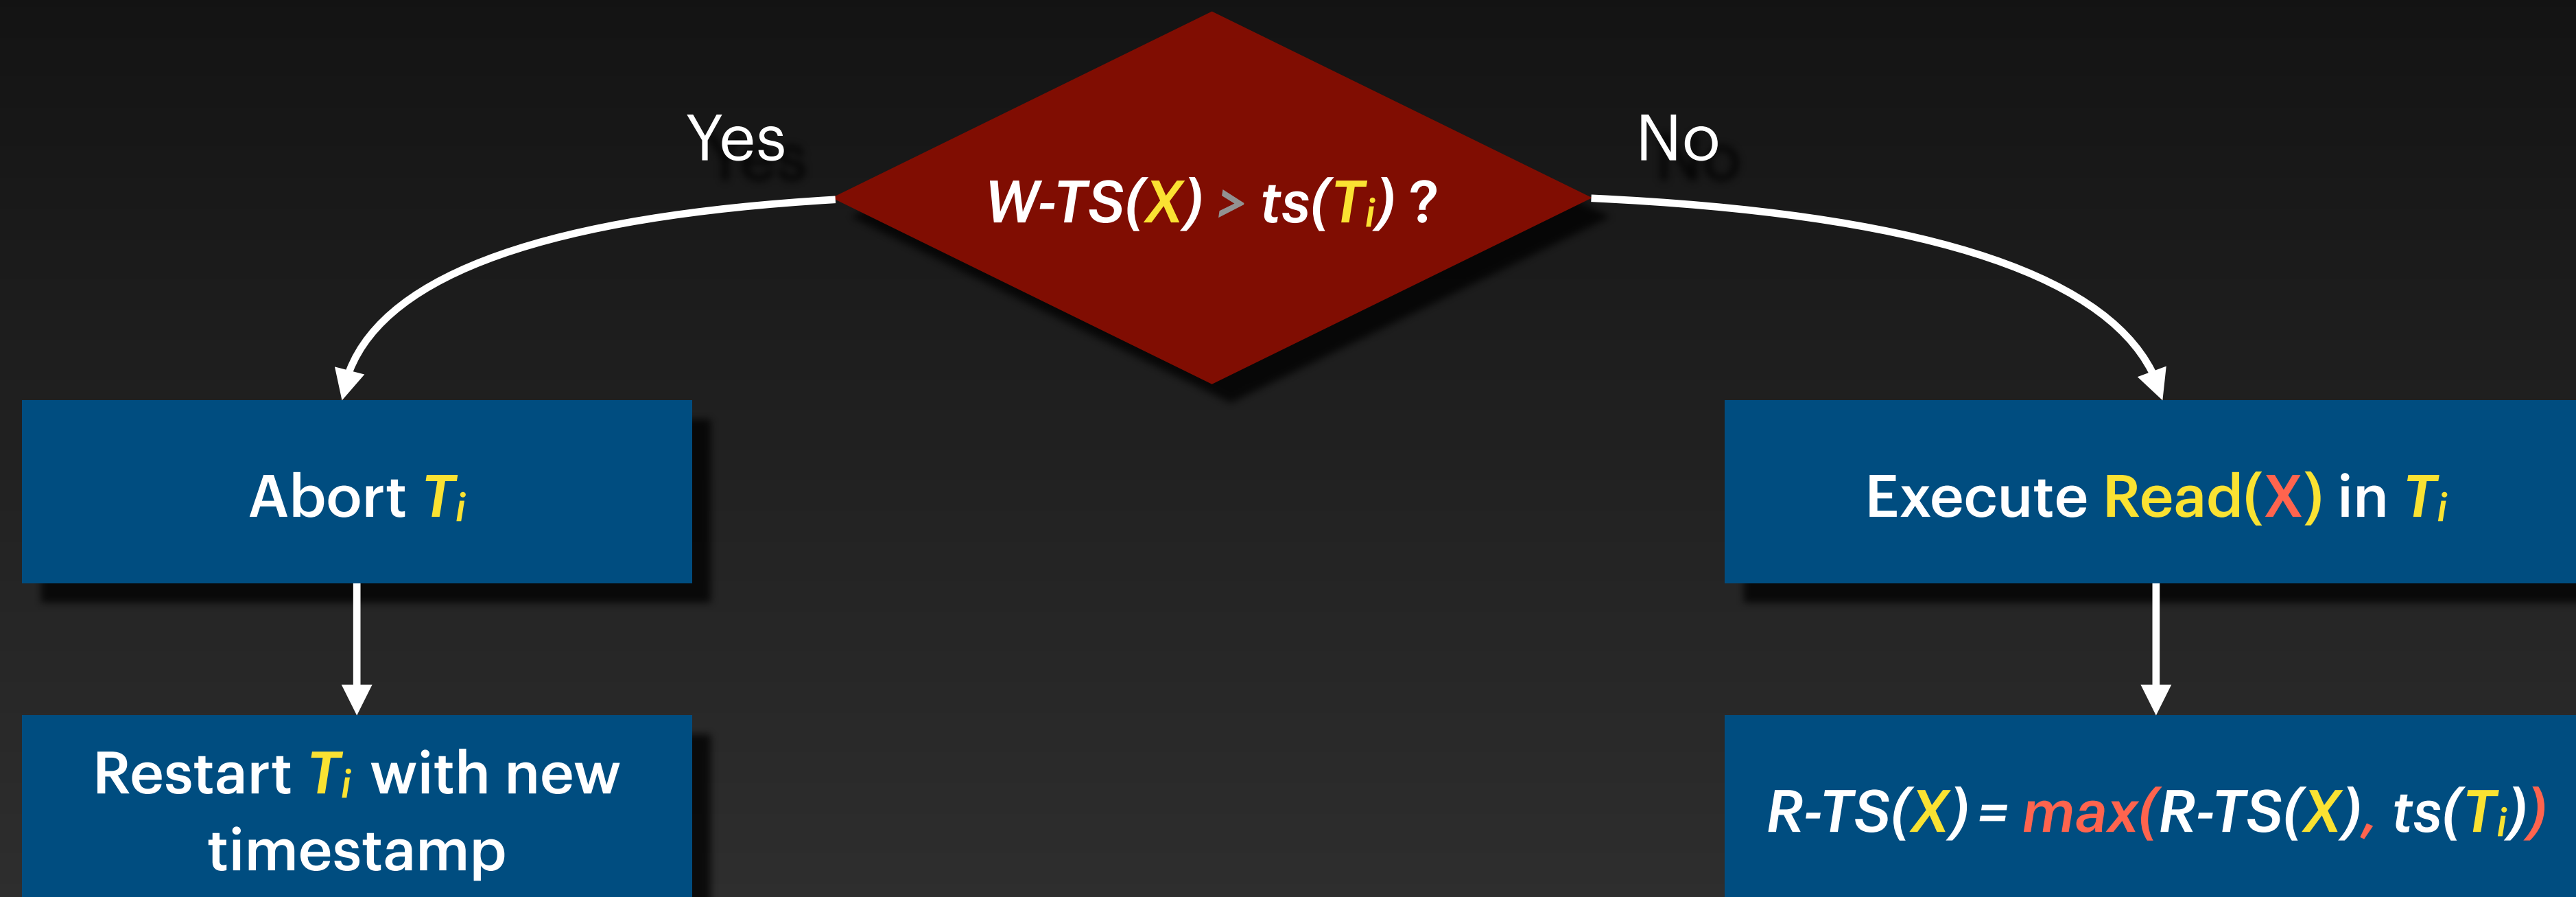 Yes
No
W-TS(X) > ts(Ti) ?
Abort Ti
Execute Read(X) in Ti
Restart Ti with new
timestamp
R-TS(X) = max(R-TS(X), ts(Ti))